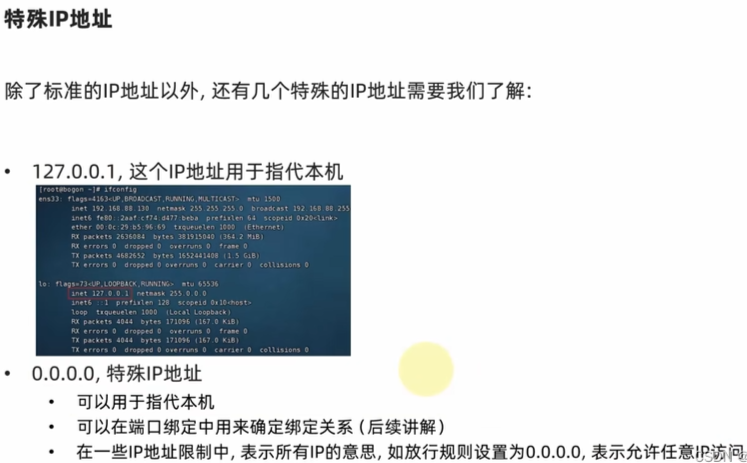 特殊IP地址
除了标准的IP地址以外, 还有几个特殊的IP地址需要我们了解:
• 127.0.0.1, 这个IP地址用于指代本机
[root@bogon ~]# ifconfig
ens33: flags=4163<UP,BROADCAST,RUNNING,MULTICAST> mtu 1500
inet 192.168.88.130 netmask 255.255.255.0 broadcast 192.168.88.255
inet6 fe80::2aaf:cf74:d477:beba prefixlen 64 scopeid 0x20<link>
ether 00:0c:29:b5:96:69 txqueuelen 1000 (Ethernet)
RX packets 2636084 bytes 381915040 (364.2 MiB)
RX errors 0 dropped 0 overruns 0 frame 0
TX packets 4682652 bytes 1652441408 (1.5 GiB)
TX errors 0 dropped 0 overruns 0 carrier 0 collisions 0
lo: flags=73<UP,LOOPBACK,RUNNING> mtu 65536
inet 127.0.0.1 netmask 255.0.0.0
inet6 ::1 prefixlen 128 scopeid 0x10<host>
loop txqueuelen 1000 (Local Loopback)
RX packets 4044 bytes 171096 (167.0 KiB)
RX errors 0 dropped 0 overruns 0 frame 0
TX packets 4044 bytes 171096 (167.0 KiB)
TX errors 0 dropped 0 overruns 0 carrier 0 collisions 0
• 0.0.0.0, 特殊IP地址
• 可以用于指代本机
• 可以在端口绑定中用来确定绑定关系 (后续讲解)
• 在一些IP地址限制中, 表示所有IP的意思, 如放行规则设置为0.0.0.0, 表示允许任意IP访问